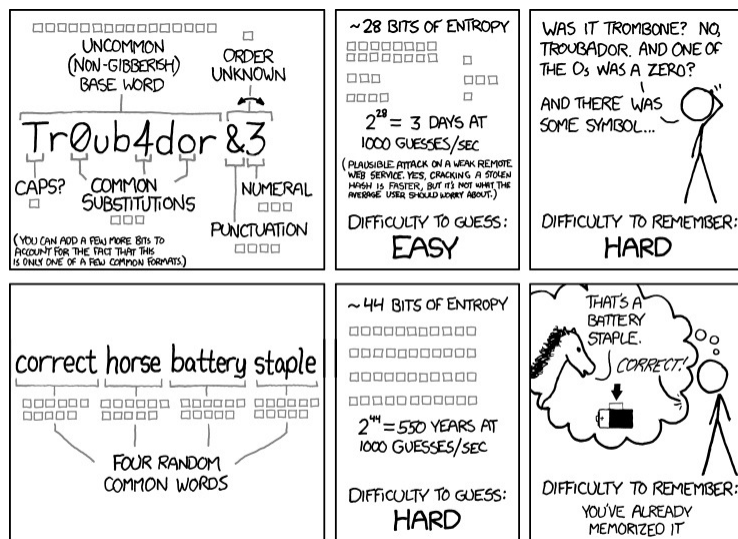 UNCOMMON
(NON-GIBBERISH)
BASE WORD
ORDER
UNKNOWN
Tr0ub4dor &3
CAPS?
COMMON
SUBSTITUTIONS
NUMERAL
PUNCTUATION
(YOU CAN ADD A FEW MORE BITS TO
ACCOUNT FOR THE FACT THAT THIS
IS ONLY ONE OF A FEW COMMON FORMATS.)
~28 BITS OF ENTROPY
2^28 = 3 DAYS AT
1000 GUESSES/SEC
(PLAUSIBLE ATTACK ON A WEAK REMOTE
WEB SERVICE. YES, CRACKING A STOLEN
HASH IS FASTER, BUT IT'S NOT WHAT THE
AVERAGE USER SHOULD WORRY ABOUT.)
DIFFICULTY TO GUESS:
EASY
WAS IT TROMBONE? NO,
TROUBADOR. AND ONE OF
THE Os WAS A ZERO?
AND THERE WAS
SOME SYMBOL...
DIFFICULTY TO REMEMBER:
HARD
correct horse battery staple
FOUR RANDOM
COMMON WORDS
~44 BITS OF ENTROPY
2^44 = 550 YEARS AT
1000 GUESSES/SEC
DIFFICULTY TO GUESS:
HARD
THAT'S A
BATTERY
STAPLE.
CORRECT!
DIFFICULTY TO REMEMBER:
YOU'VE ALREADY
MEMORIZED IT